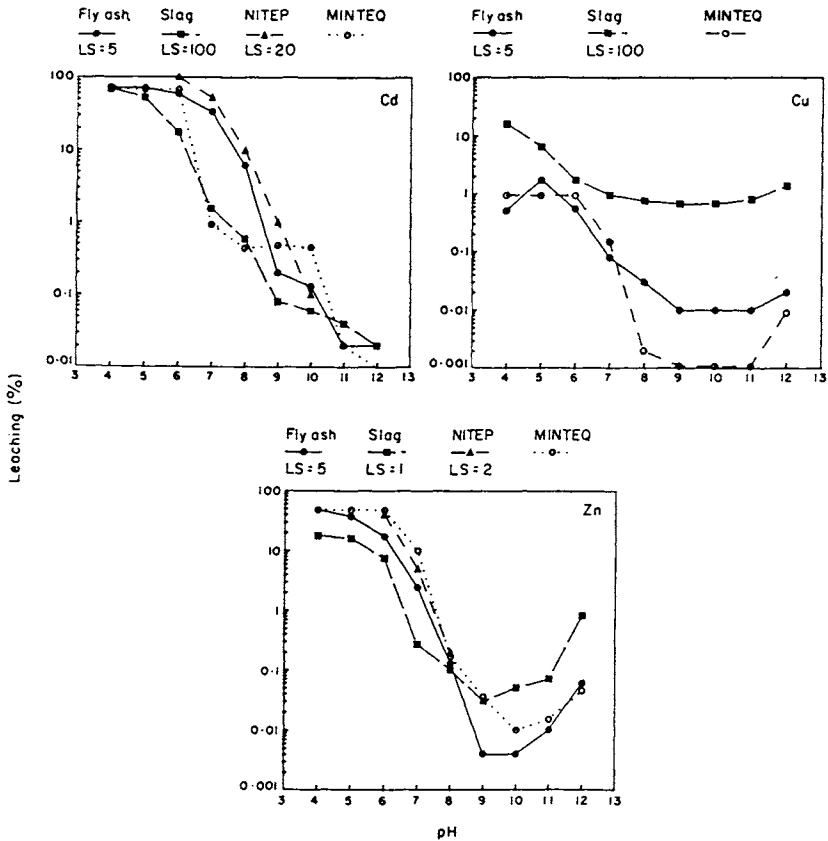 Fly ash Slag NITEP MINTEQ
LS=5 LS=100 LS=20
Fly ash Slag MINTEQ
LS=5 LS=100
100
10
1
0·1
0·01
Cd
3 4 5 6 7 8 9 10 11 12 13
100
10
1
0·1
0·01
0·001
Cu
3 4 5 6 7 8 9 10 11 12 13
Leaching (%)
Fly ash Slag NITEP MINTEQ
LS=5 LS=1 LS=2
100
10
1
0·1
0·01
0·001
Zn
3 4 5 6 7 8 9 10 11 12 13
pH